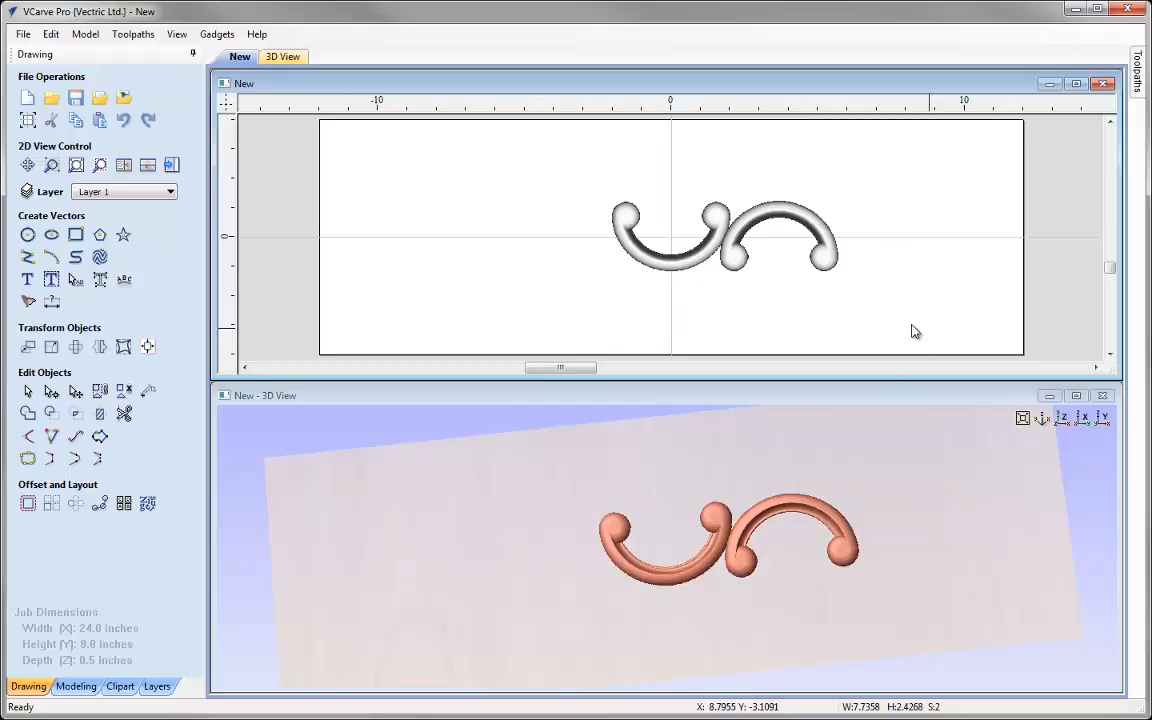 VCarve Pro {Vectric Ltd.} - New
File Edit Model Toolpaths View Gadgets Help
Drawing
New 3D View
Toolpaths
File Operations
2D View Control
Layer Layer 1
Create Vectors
Transform Objects
Edit Objects
Offset and Layout
Job Dimensions
Width (X): 24.0 inches
Height (Y): 8.0 inches
Depth (Z): 0.5 inches
Drawing Modeling Clipart Layers
New
-10 0 10
0
New - 3D View
Z X Y
Ready
X: 8.7955 Y: -3.1091
W:7.7358 H:2.4268 S:2